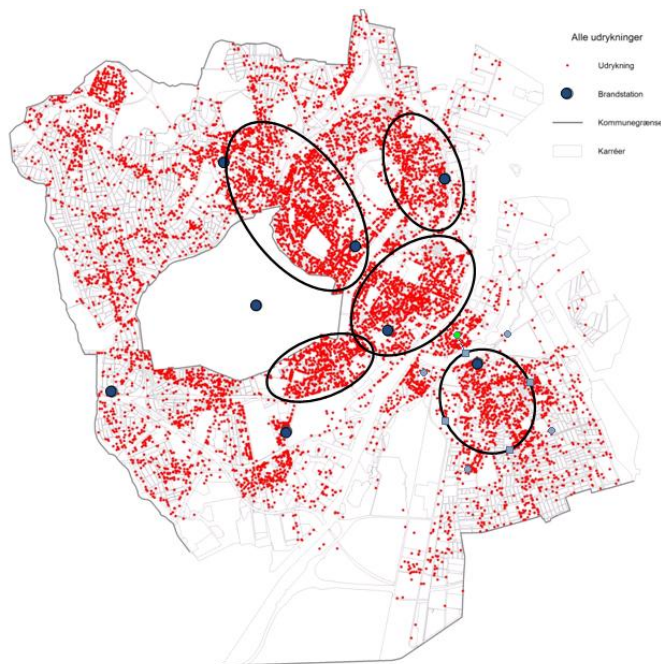 Alle udrykninger
Udrykning
Brandstation
Kommunegrænse
Karréer